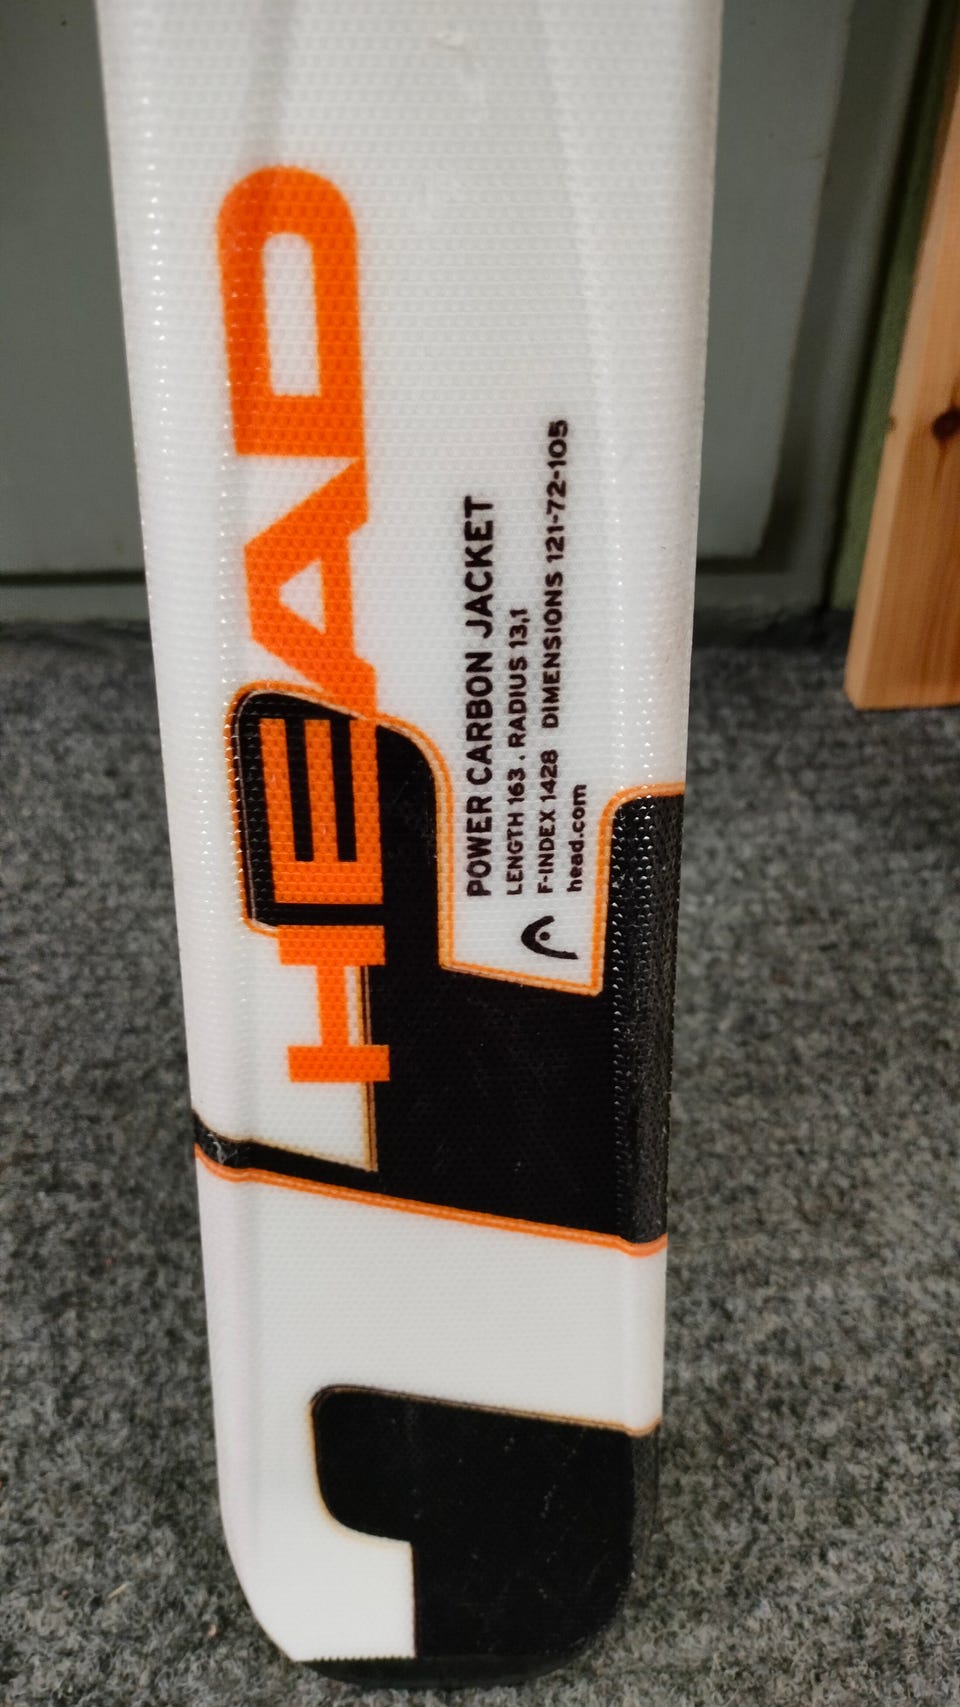 HEAD
POWER CARBON JACKET
LENGTH 163 . RADIUS 13,1
F-INDEX 1428 DIMENSIONS 121-72-105
head.com